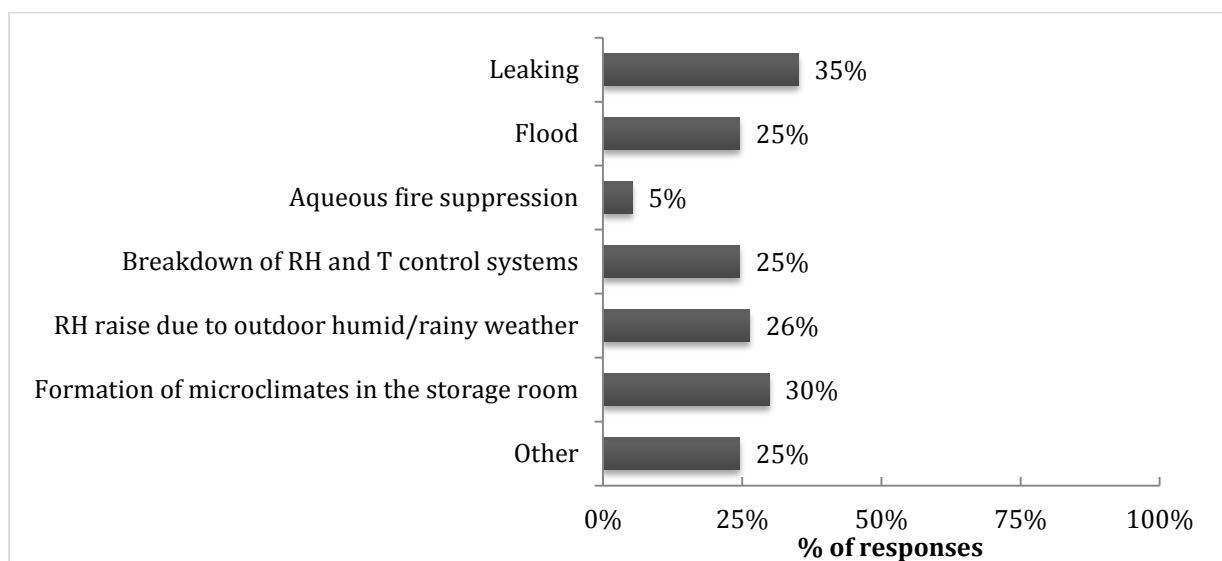 Leaking 35%
Flood 25%
Aqueous fire suppression 5%
Breakdown of RH and T control systems 25%
RH raise due to outdoor humid/rainy weather 26%
Formation of microclimates in the storage room 30%
Other 25%
0% 25% 50% 75% 100%
% of responses